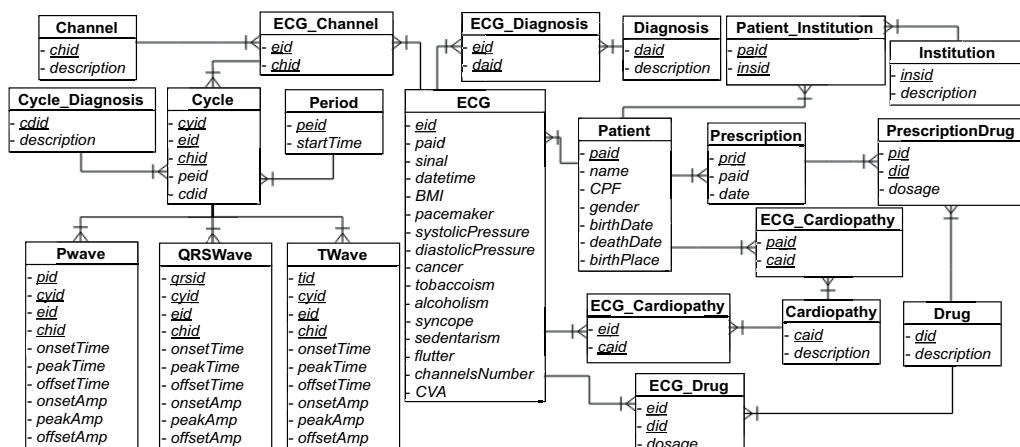 Channel
- chid
- description
ECG_Channel
- eid
- chid
ECG_Diagnosis
- eid
- daid
Diagnosis
- daid
- description
Patient_Institution
- paid
- insid
Institution
- insid
- description
Cycle_Diagnosis
- cdid
- description
Cycle
- cyid
- eid
- chid
- peid
- cdid
Period
- peid
- startTime
ECG
- eid
- paid
- sinal
- datetime
- BMI
- pacemaker
- systolicPressure
- diastolicPressure
- cancer
- tobaccoism
- alcoholism
- syncope
- sedentarism
- flutter
- channelsNumber
- CVA
Patient
- paid
- name
- CPF
- gender
- birthDate
- deathDate
- birthPlace
Prescription
- prid
- paid
- date
PrescriptionDrug
- pid
- did
- dosage
ECG_Cardiopathy
- paid
- caid
Pwave
- pid
- cyid
- eid
- chid
- onsetTime
- peakTime
- offsetTime
- onsetAmp
- peakAmp
- offsetAmp
QRSWave
- qrsid
- cyid
- eid
- chid
- onsetTime
- peakTime
- offsetTime
- onsetAmp
- peakAmp
- offsetAmp
TWave
- tid
- cyid
- eid
- chid
- onsetTime
- peakTime
- offsetTime
- onsetAmp
- peakAmp
- offsetAmp
ECG_Cardiopathy
- eid
- caid
Cardiopathy
- caid
- description
Drug
- did
- description
ECG_Drug
- eid
- did
- dosage